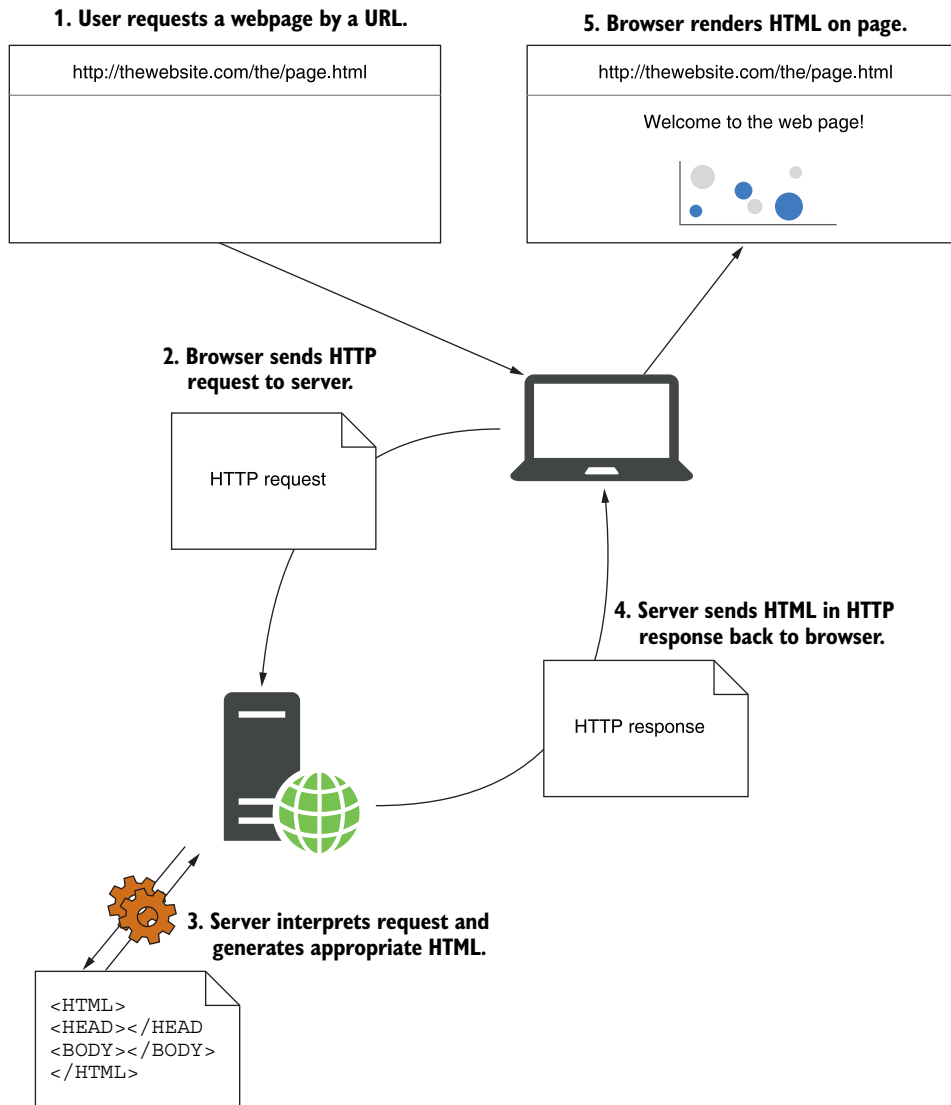 1. User requests a webpage by a URL.
http://thewebsite.com/the/page.html
5. Browser renders HTML on page.
http://thewebsite.com/the/page.html
Welcome to the web page!
2. Browser sends HTTP
request to server.
HTTP request
4. Server sends HTML in HTTP
response back to browser.
HTTP response
3. Server interprets request and
generates appropriate HTML.
<HTML>
<HEAD></HEAD
<BODY></BODY>
</HTML>